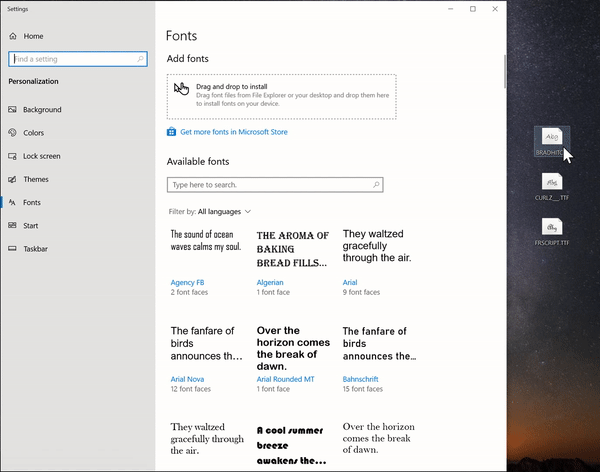 Settings
Home
Find a setting
Personalization
Background
Colors
Lock screen
Themes
Fonts
Start
Taskbar
Fonts
Add fonts
Drag and drop to install
Drag font files from File Explorer or your desktop and drop them here
to install fonts on your device.
Get more fonts in Microsoft Store
Available fonts
Type here to search.
Filter by: All languages
The sound of ocean
waves calms my soul.
Agency FB
2 font faces
THE AROMA OF
BAKING
BREAD FILLS...
Algerian
1 font face
They waltzed
gracefully
through the air.
Arial
9 font faces
The fanfare of
birds
announces th...
Arial Nova
12 font faces
Over the
horizon comes
the break of
dawn.
Arial Rounded MT
1 font face
The fanfare of
birds
announces the...
Bahnschrift
15 font faces
They waltzed
gracefully through
the air.
A cool summer
breeze
awakens the...
Over the horizon
comes the break
of dawn.
CURLZ___.TTF
FRSCRIPT.TTF